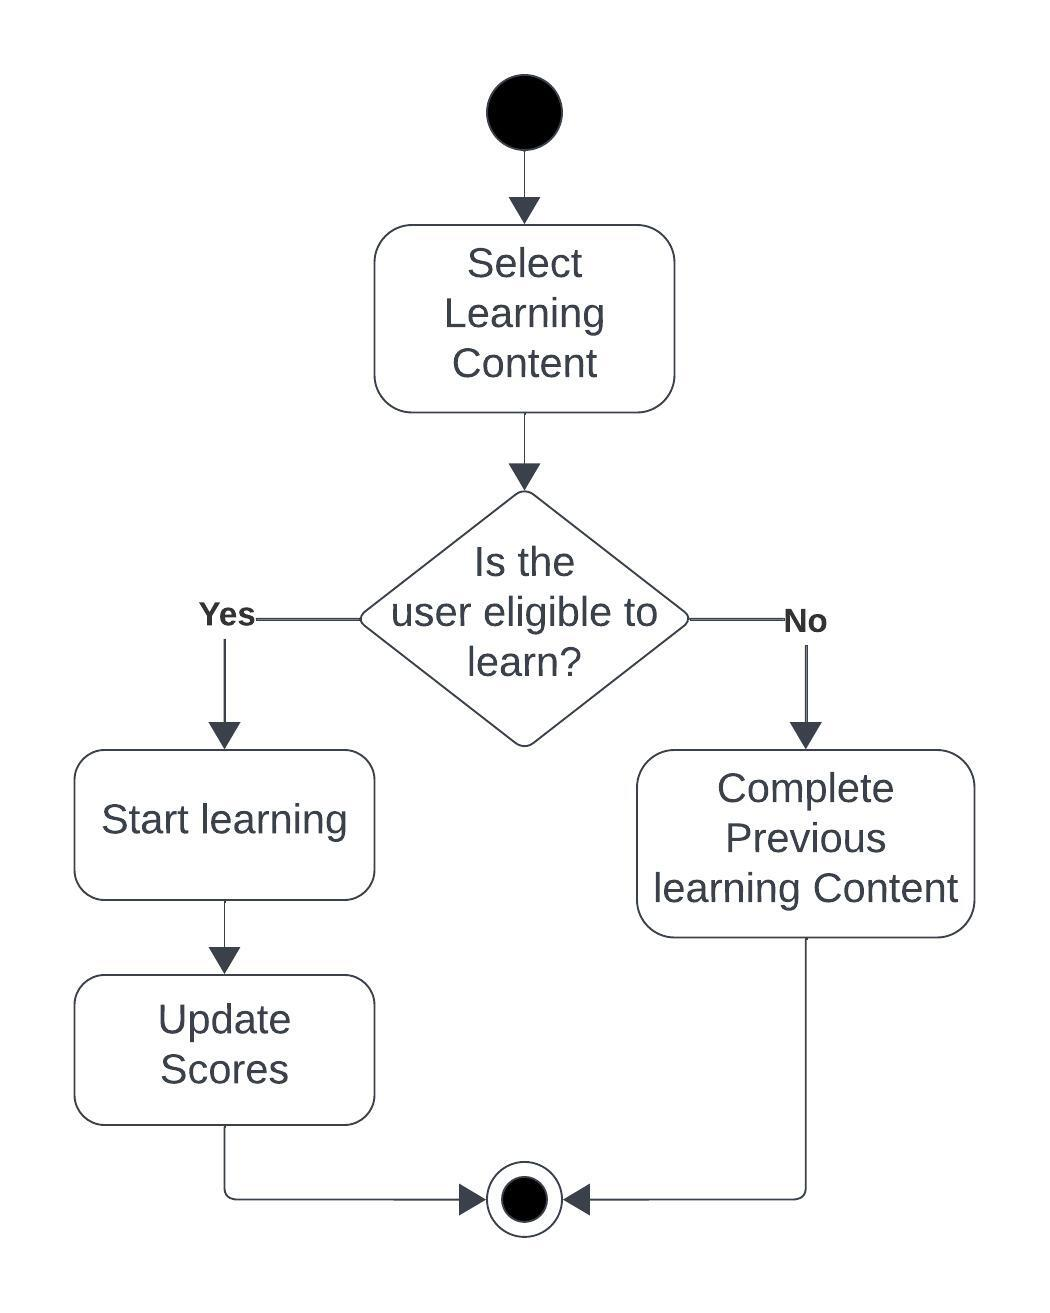 Select
Learning
Content
Is the
user eligible to
learn?
Yes
No
Start learning
Complete
Previous
learning Content
Update
Scores